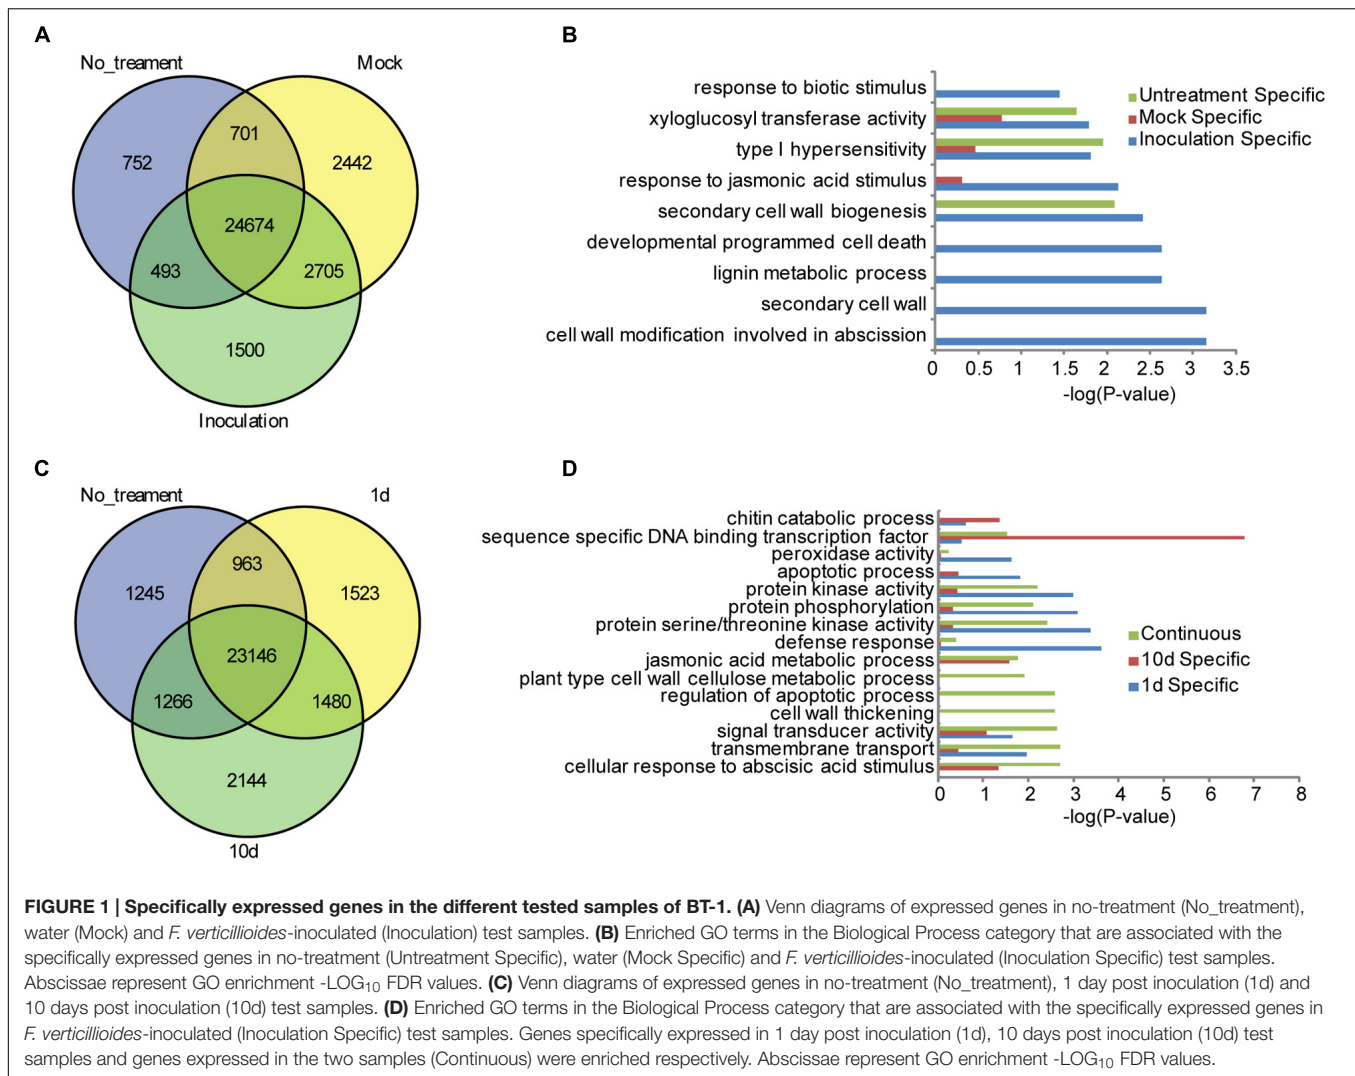 A
No_treament
Mock
701
752
2442
24674
493
2705
1500
Inoculation
B
response to biotic stimulus
xyloglucosyl transferase activity
type I hypersensitivity
response to jasmonic acid stimulus
secondary cell wall biogenesis
developmental programmed cell death
lignin metabolic process
secondary cell wall
cell wall modification involved in abscission
Untreatment Specific
Mock Specific
Inoculation Specific
0 0.5 1 1.5 2 2.5 3 3.5
-log(P-value)
C
No_treament
1d
963
1245
1523
23146
1266
1480
2144
10d
D
chitin catabolic process
sequence specific DNA binding transcription factor
peroxidase activity
apoptotic process
protein kinase activity
protein phosphorylation
protein serine/threonine kinase activity
defense response
jasmonic acid metabolic process
plant type cell wall cellulose metabolic process
regulation of apoptotic process
cell wall thickening
signal transducer activity
transmembrane transport
cellular response to abscisic acid stimulus
Continuous
10d Specific
1d Specific
0 1 2 3 4 5 6 7 8
-log(P-value)
FIGURE 1 | Specifically expressed genes in the different tested samples of BT-1. (A) Venn diagrams of expressed genes in no-treatment (No_treatment),
water (Mock) and F. verticillioides-inoculated (Inoculation) test samples. (B) Enriched GO terms in the Biological Process category that are associated with the
specifically expressed genes in no-treatment (Untreatment Specific), water (Mock Specific) and F. verticillioides-inoculated (Inoculation Specific) test samples.
Abscissae represent GO enrichment -LOG10 FDR values. (C) Venn diagrams of expressed genes in no-treatment (No_treatment), 1 day post inoculation (1d) and
10 days post inoculation (10d) test samples. (D) Enriched GO terms in the Biological Process category that are associated with the specifically expressed genes in
F. verticillioides-inoculated (Inoculation Specific) test samples. Genes specifically expressed in 1 day post inoculation (1d), 10 days post inoculation (10d) test
samples and genes expressed in the two samples (Continuous) were enriched respectively. Abscissae represent GO enrichment -LOG10 FDR values.